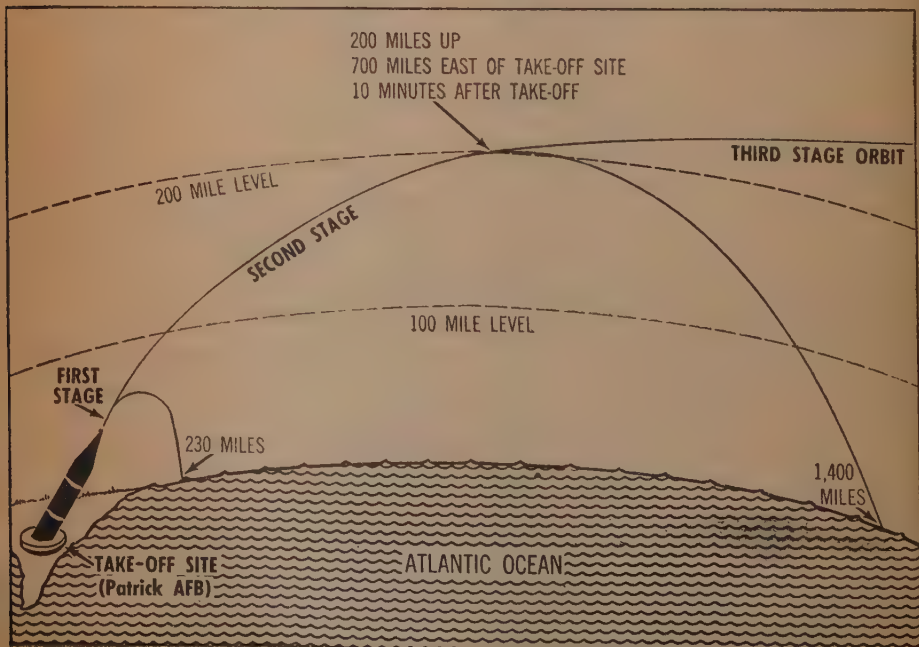 200 MILES UP
700 MILES EAST OF TAKE-OFF SITE
10 MINUTES AFTER TAKE-OFF
THIRD STAGE ORBIT
200 MILE LEVEL
SECOND STAGE
100 MILE LEVEL
FIRST
STAGE
230 MILES
1,400
MILES
TAKE-OFF SITE
(Patrick AFB)
ATLANTIC OCEAN